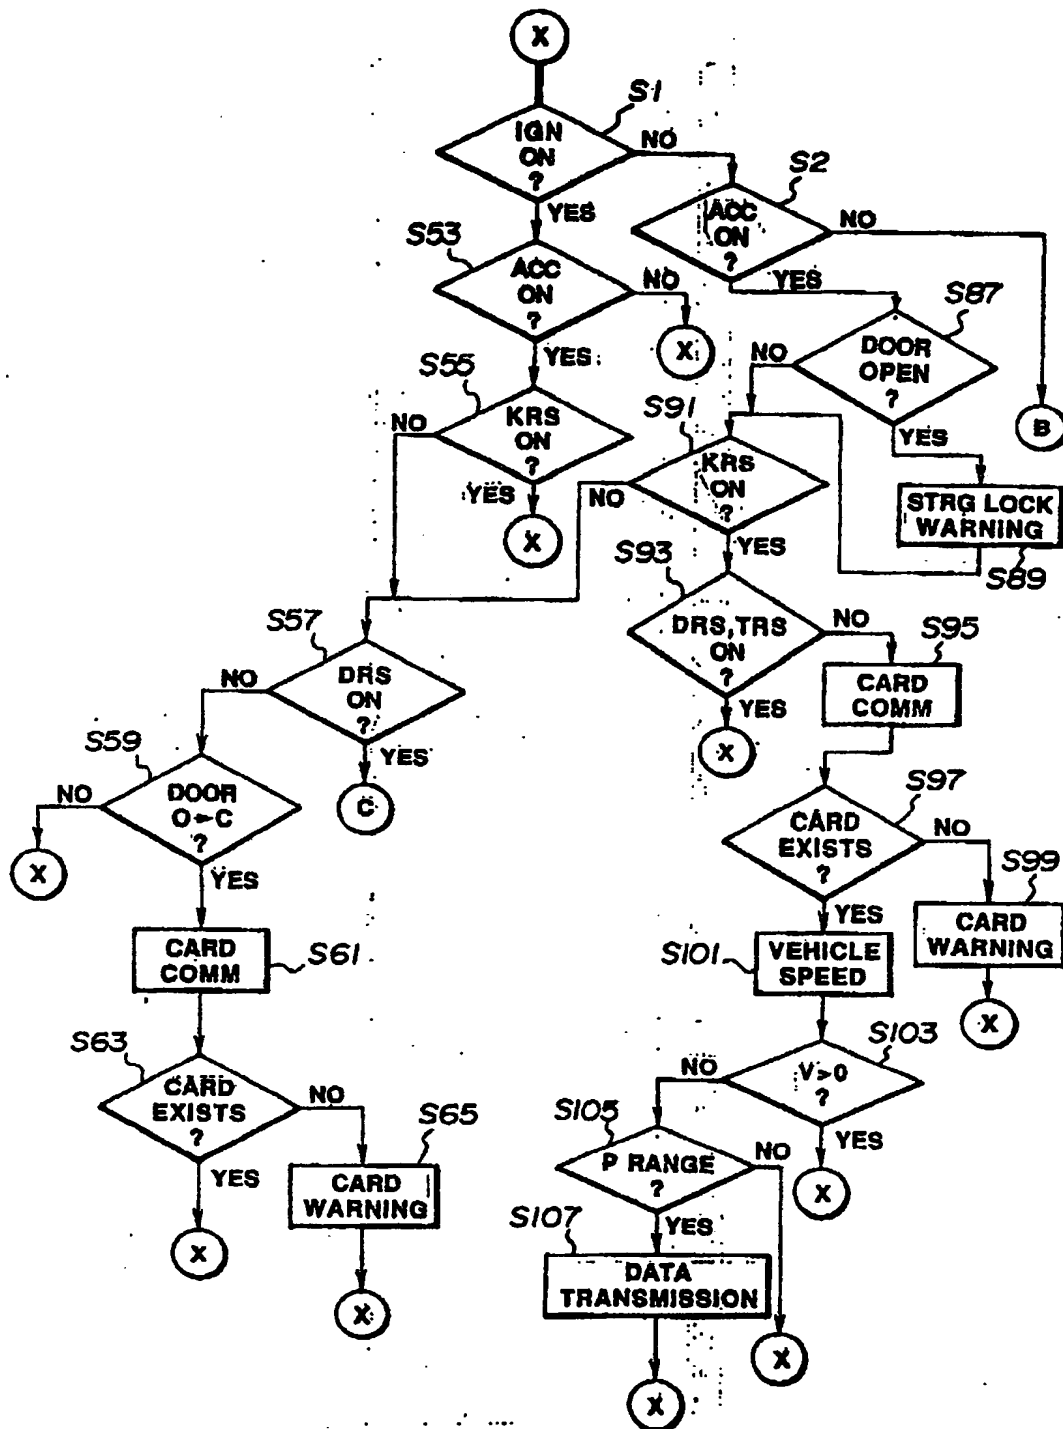 X
S1
IGN
ON
?
NO
YES
S2
ACC
ON
?
NO
YES
S53
ACC
ON
?
NO
YES
X
S87
DOOR
OPEN
?
NO
YES
B
S55
KRS
ON
?
NO
YES
X
S91
KRS
ON
?
NO
YES
STRG LOCK
WARNING
S89
S93
DRS, TRS
ON
?
NO
YES
X
S95
CARD
COMM
S57
DRS
ON
?
NO
YES
C
S59
DOOR
O→C
?
NO
YES
X
S97
CARD
EXISTS
?
NO
YES
S99
CARD
WARNING
X
CARD
COMM
S61
S101
VEHICLE
SPEED
S63
CARD
EXISTS
?
NO
YES
X
S65
CARD
WARNING
X
S103
V>0
?
NO
YES
X
S105
P RANGE
?
NO
YES
X
S107
DATA
TRANSMISSION
X